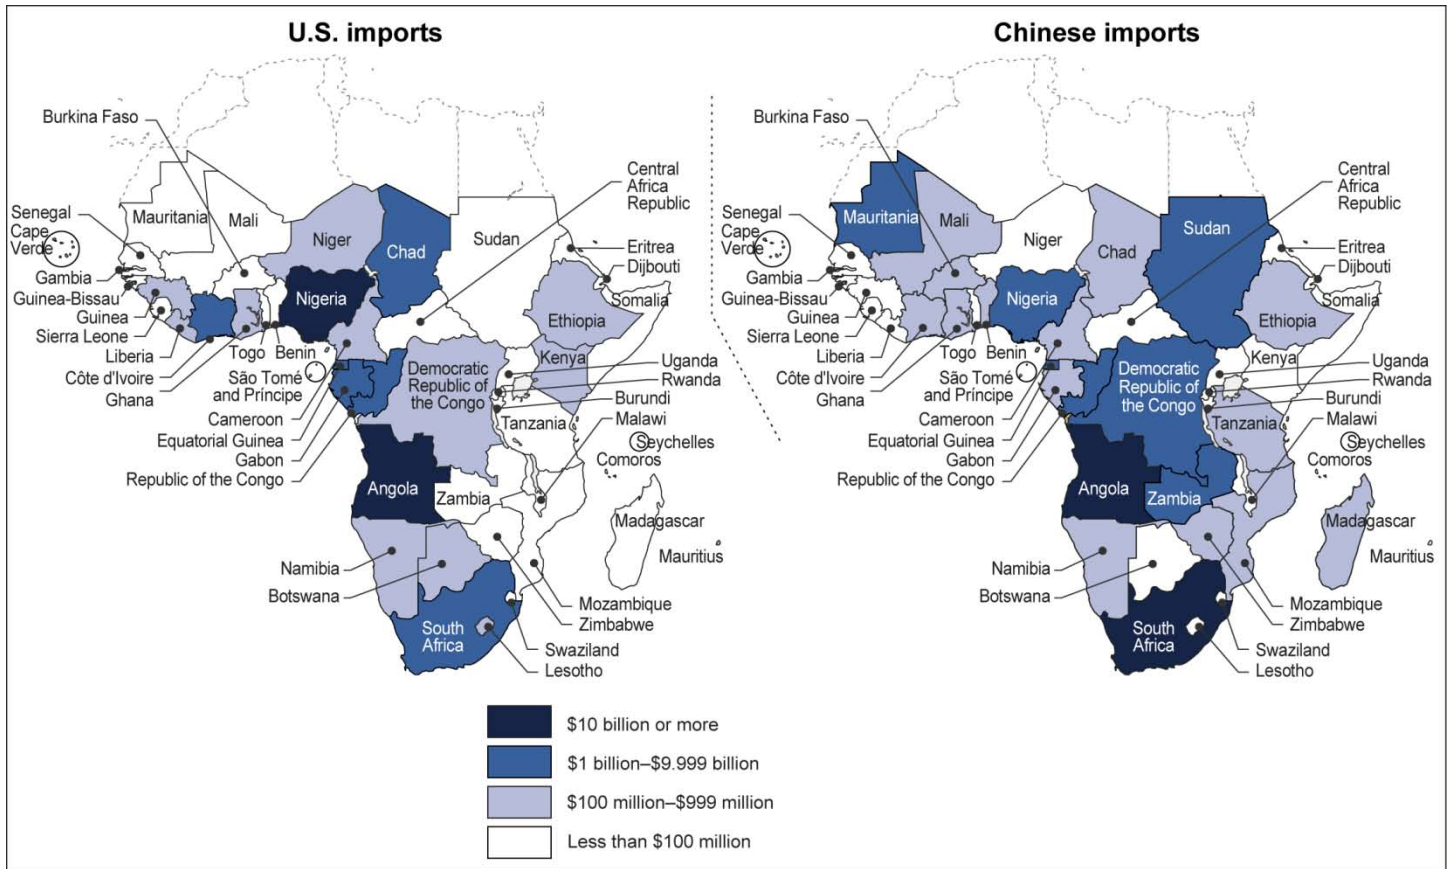 U.S. imports
Burkina Faso
Central
Africa
Republic
Senegal
Cape
Verde
Mauritania
Mali
Niger
Chad
Sudan
Eritrea
Djibouti
Gambia
Guinea-Bissau
Guinea
Sierra Leone
Liberia
Côte d'Ivoire
Ghana
Nigeria
Somalia
Ethiopia
Togo
Benin
São Tomé
and Príncipe
Cameroon
Equatorial Guinea
Gabon
Republic of the Congo
Democratic
Republic of
the Congo
Kenya
Uganda
Rwanda
Burundi
Malawi
Tanzania
Seychelles
Comoros
Angola
Zambia
Madagascar
Mauritius
Namibia
Botswana
Mozambique
Zimbabwe
South
Africa
Swaziland
Lesotho
Chinese imports
Burkina Faso
Central
Africa
Republic
Senegal
Cape
Verde
Mauritania
Mali
Niger
Chad
Sudan
Eritrea
Djibouti
Gambia
Guinea-Bissau
Guinea
Sierra Leone
Liberia
Côte d'Ivoire
Ghana
Nigeria
Somalia
Ethiopia
Togo
Benin
São Tomé
and Príncipe
Cameroon
Equatorial Guinea
Gabon
Republic of the Congo
Democratic
Republic of
the Congo
Kenya
Uganda
Rwanda
Burundi
Malawi
Tanzania
Seychelles
Comoros
Angola
Zambia
Madagascar
Mauritius
Namibia
Botswana
Mozambique
Zimbabwe
South
Africa
Swaziland
Lesotho
$10 billion or more
$1 billion–$9.999 billion
$100 million–$999 million
Less than $100 million